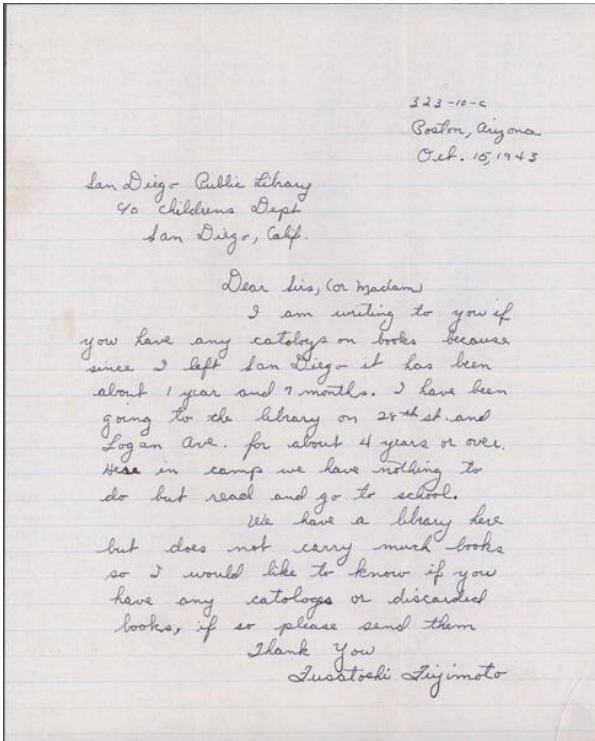 323-10-C
Poston, Arizona
Oct. 15, 1943
San Diego Public Library
c/o Childrens Dept
San Diego, Calif.
Dear Sirs, (or Madam)
I am writing to you if
you have any catologs on books because
since I left San Diego it has been
about 1 year and 7 months. I have been
going to the library on 28th st. and
Logan Ave. for about 4 years or over.
Here in camp we have nothing to
do but read and go to school.
We have a library here
but does not carry much books
so I would like to know if you
have any catologs or discarded
books, if so please send them
Thank You
Fusatoshi Fujimoto